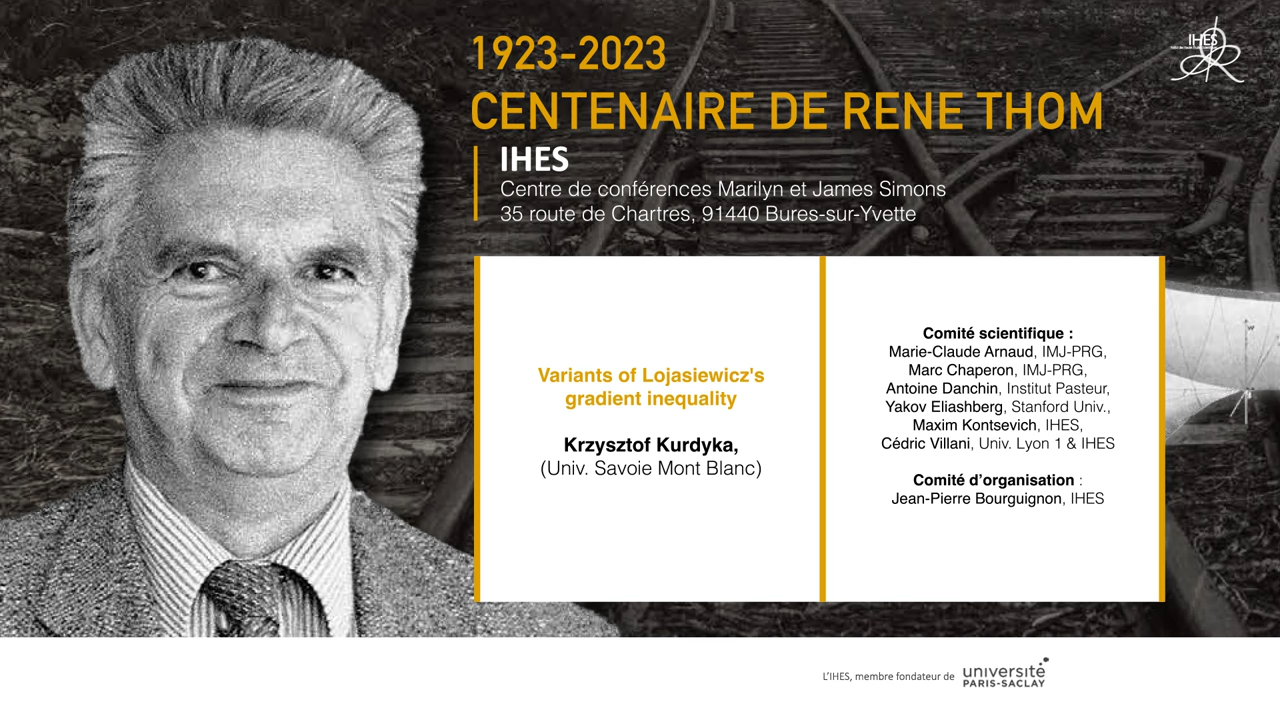 1923-2023
CENTENAIRE DE RENE THOM
IHES
Centre de conférences Marilyn et James Simons
35 route de Chartres, 91440 Bures-sur-Yvette
IHES
Variants of Lojasiewicz's
gradient inequality
Krzysztof Kurdyka,
(Univ. Savoie Mont Blanc)
Comité scientifique :
Marie-Claude Arnaud, IMJ-PRG,
Marc Chaperon, IMJ-PRG,
Antoine Danchin, Institut Pasteur,
Yakov Eliashberg, Stanford Univ.,
Maxim Kontsevich, IHES,
Cédric Villani, Univ. Lyon 1 & IHES
Comité d'organisation :
Jean-Pierre Bourguignon, IHES
L'IHES, membre fondateur de
université
PARIS-SACLAY